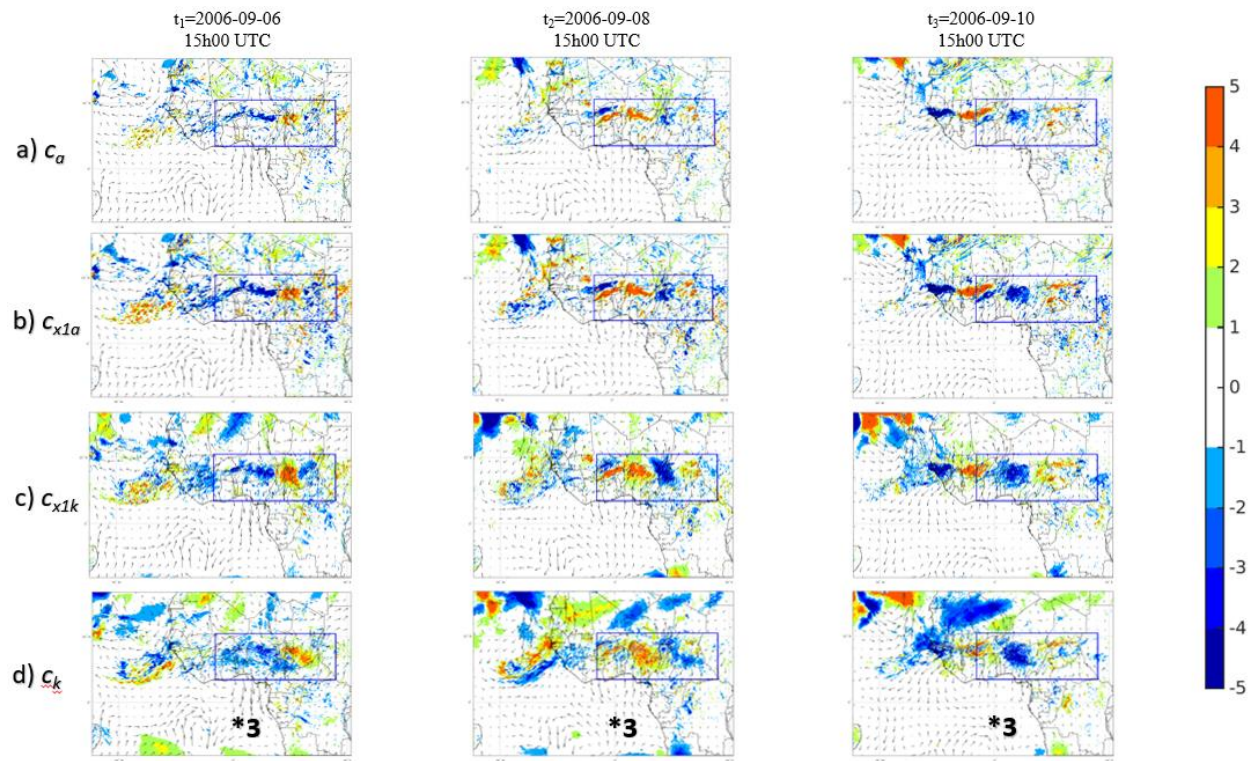 t₁=2006-09-06
15h00 UTC
t₂=2006-09-08
15h00 UTC
t₃=2006-09-10
15h00 UTC
a) cₐ
b) cₓ₁ₐ
c) cₓ₁ₖ
d) cₖ
*3
*3
*3
5
4
3
2
1
0
-1
-2
-3
-4
-5